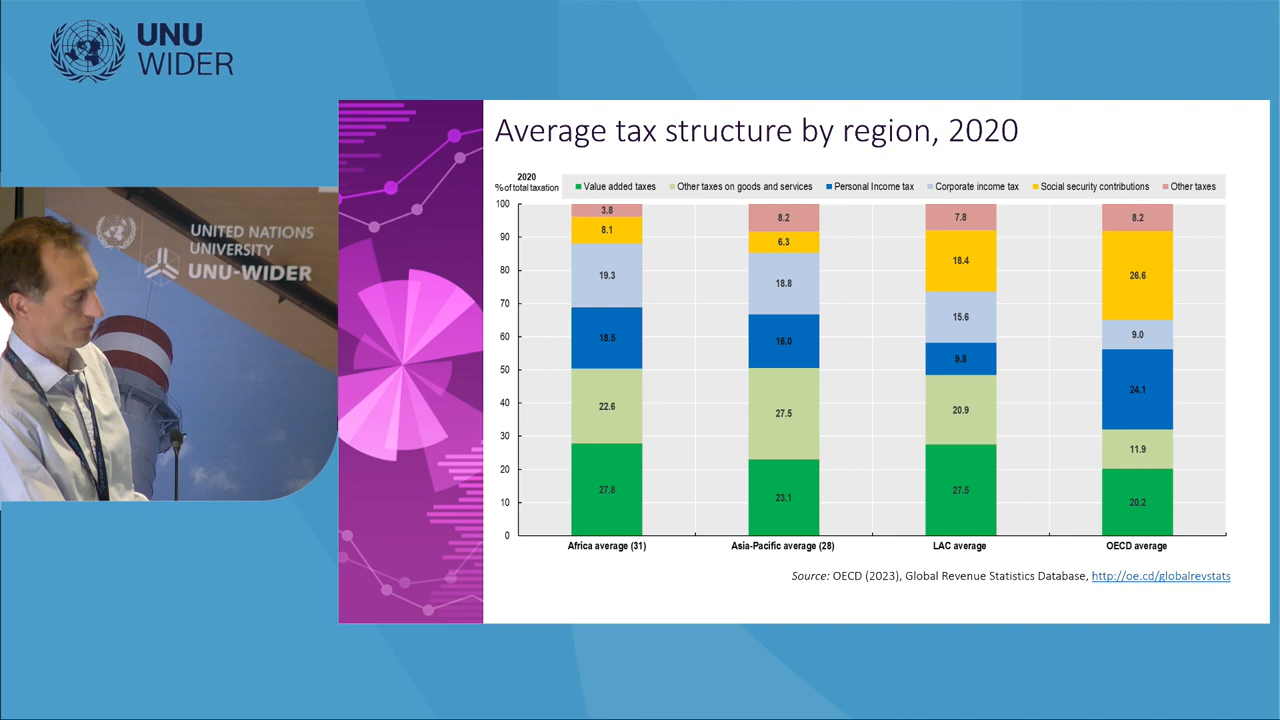 UNU
WIDER
UNITED NATIONS
UNIVERSITY
UNU-WIDER
Average tax structure by region, 2020
2020
% of total taxation
Value added taxes
Other taxes on goods and services
Personal Income tax
Corporate income tax
Social security contributions
Other taxes
100
90
80
70
60
50
40
30
20
10
0
3.8
8.1
19.3
18.5
22.6
27.8
8.2
6.3
18.8
16.0
27.5
23.1
7.8
18.4
15.6
9.8
20.9
27.5
8.2
26.6
9.0
24.1
11.9
20.2
Africa average (31)
Asia-Pacific average (28)
LAC average
OECD average
Source: OECD (2023), Global Revenue Statistics Database, http://oe.cd/globalrevstats